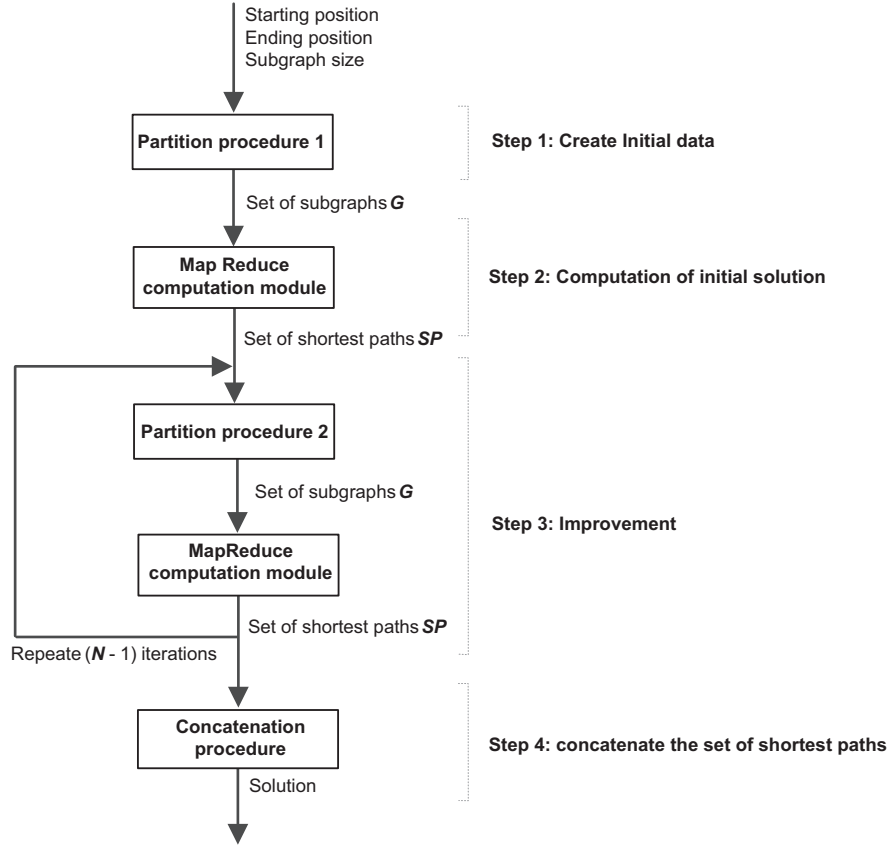 Starting position
Ending position
Subgraph size
Partition procedure 1
Step 1: Create Initial data
Set of subgraphs G
Map Reduce
computation module
Step 2: Computation of initial solution
Set of shortest paths SP
Partition procedure 2
Set of subgraphs G
Step 3: Improvement
MapReduce
computation module
Set of shortest paths SP
Repeate (N - 1) iterations
Concatenation
procedure
Step 4: concatenate the set of shortest paths
Solution